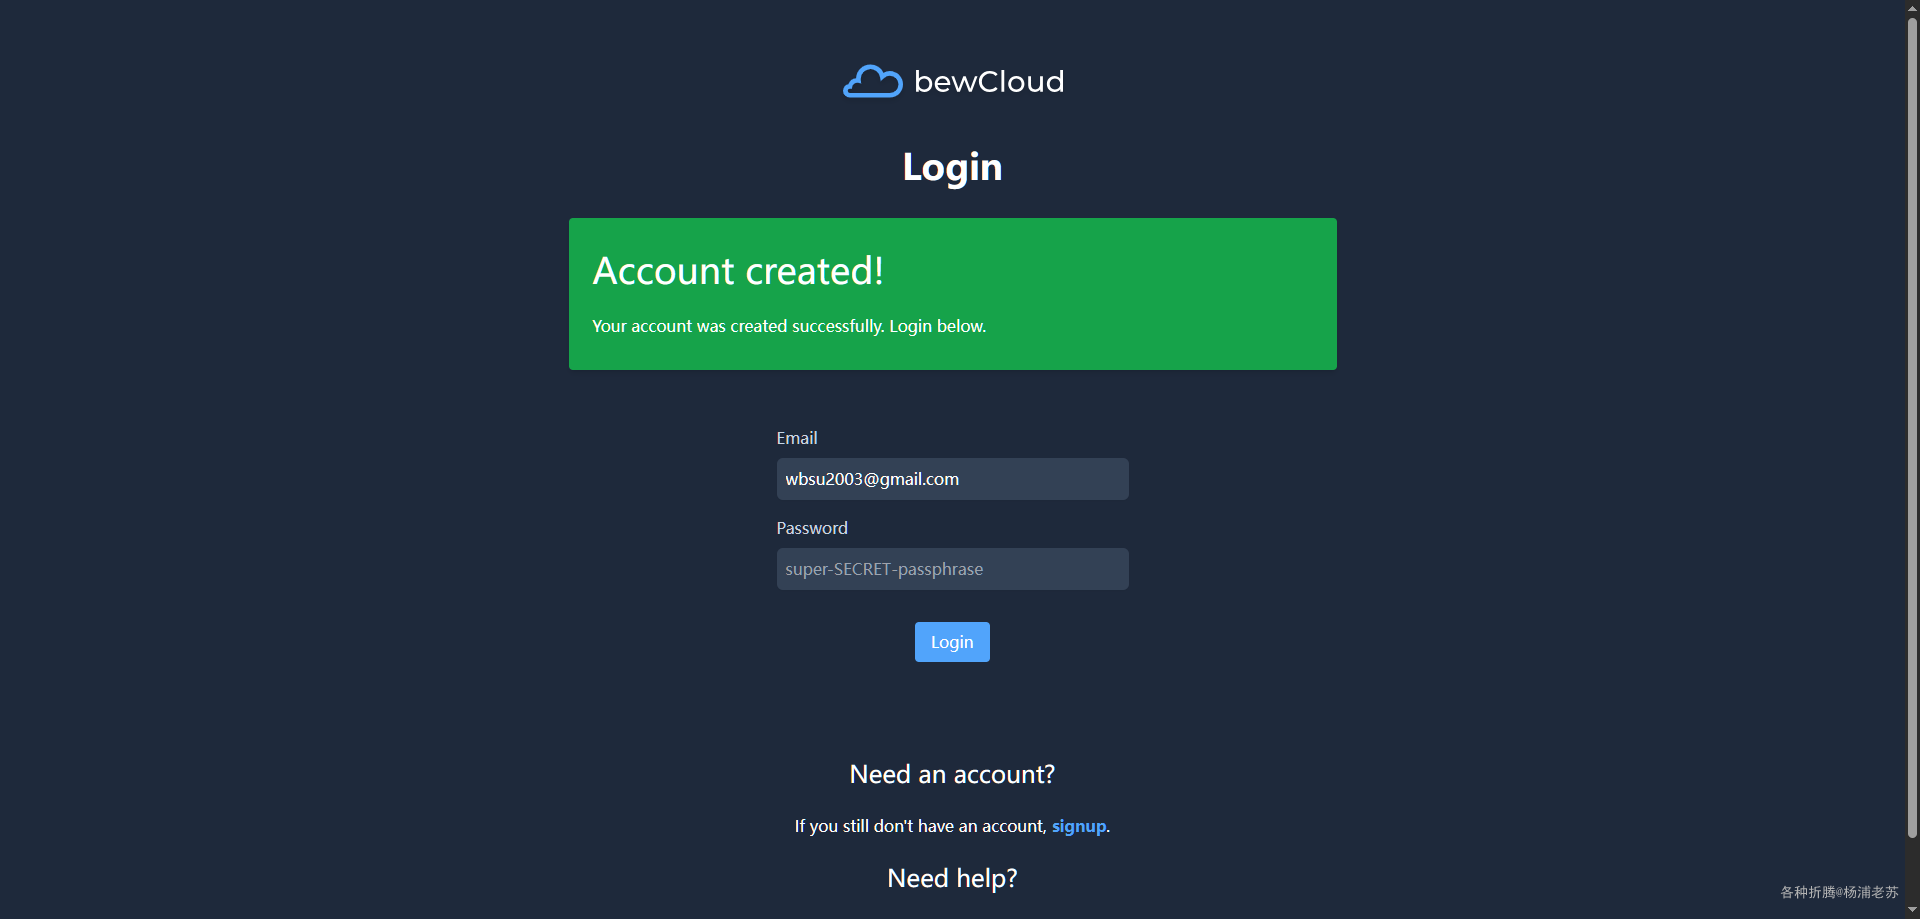 bewCloud
Login
Account created!
Your account was created successfully. Login below.
Email
wbsu2003@gmail.com
Password
super-SECRET-passphrase
Login
Need an account?
If you still don't have an account, signup.
Need help?
各种折腾@杨浦老苏